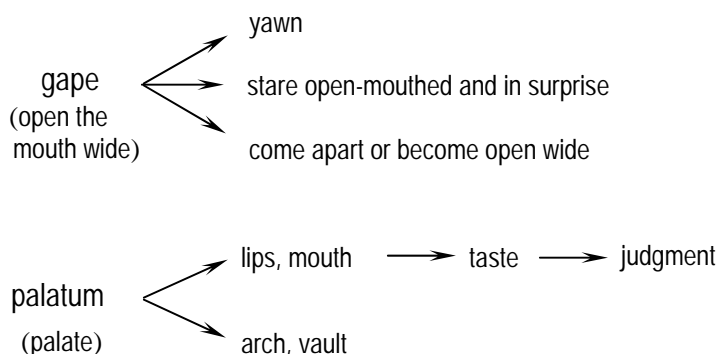 yawn
gape
(open the
mouth wide)
stare open-mouthed and in surprise
come apart or become open wide
palatum
(palate)
lips, mouth
taste
judgment
arch, vault